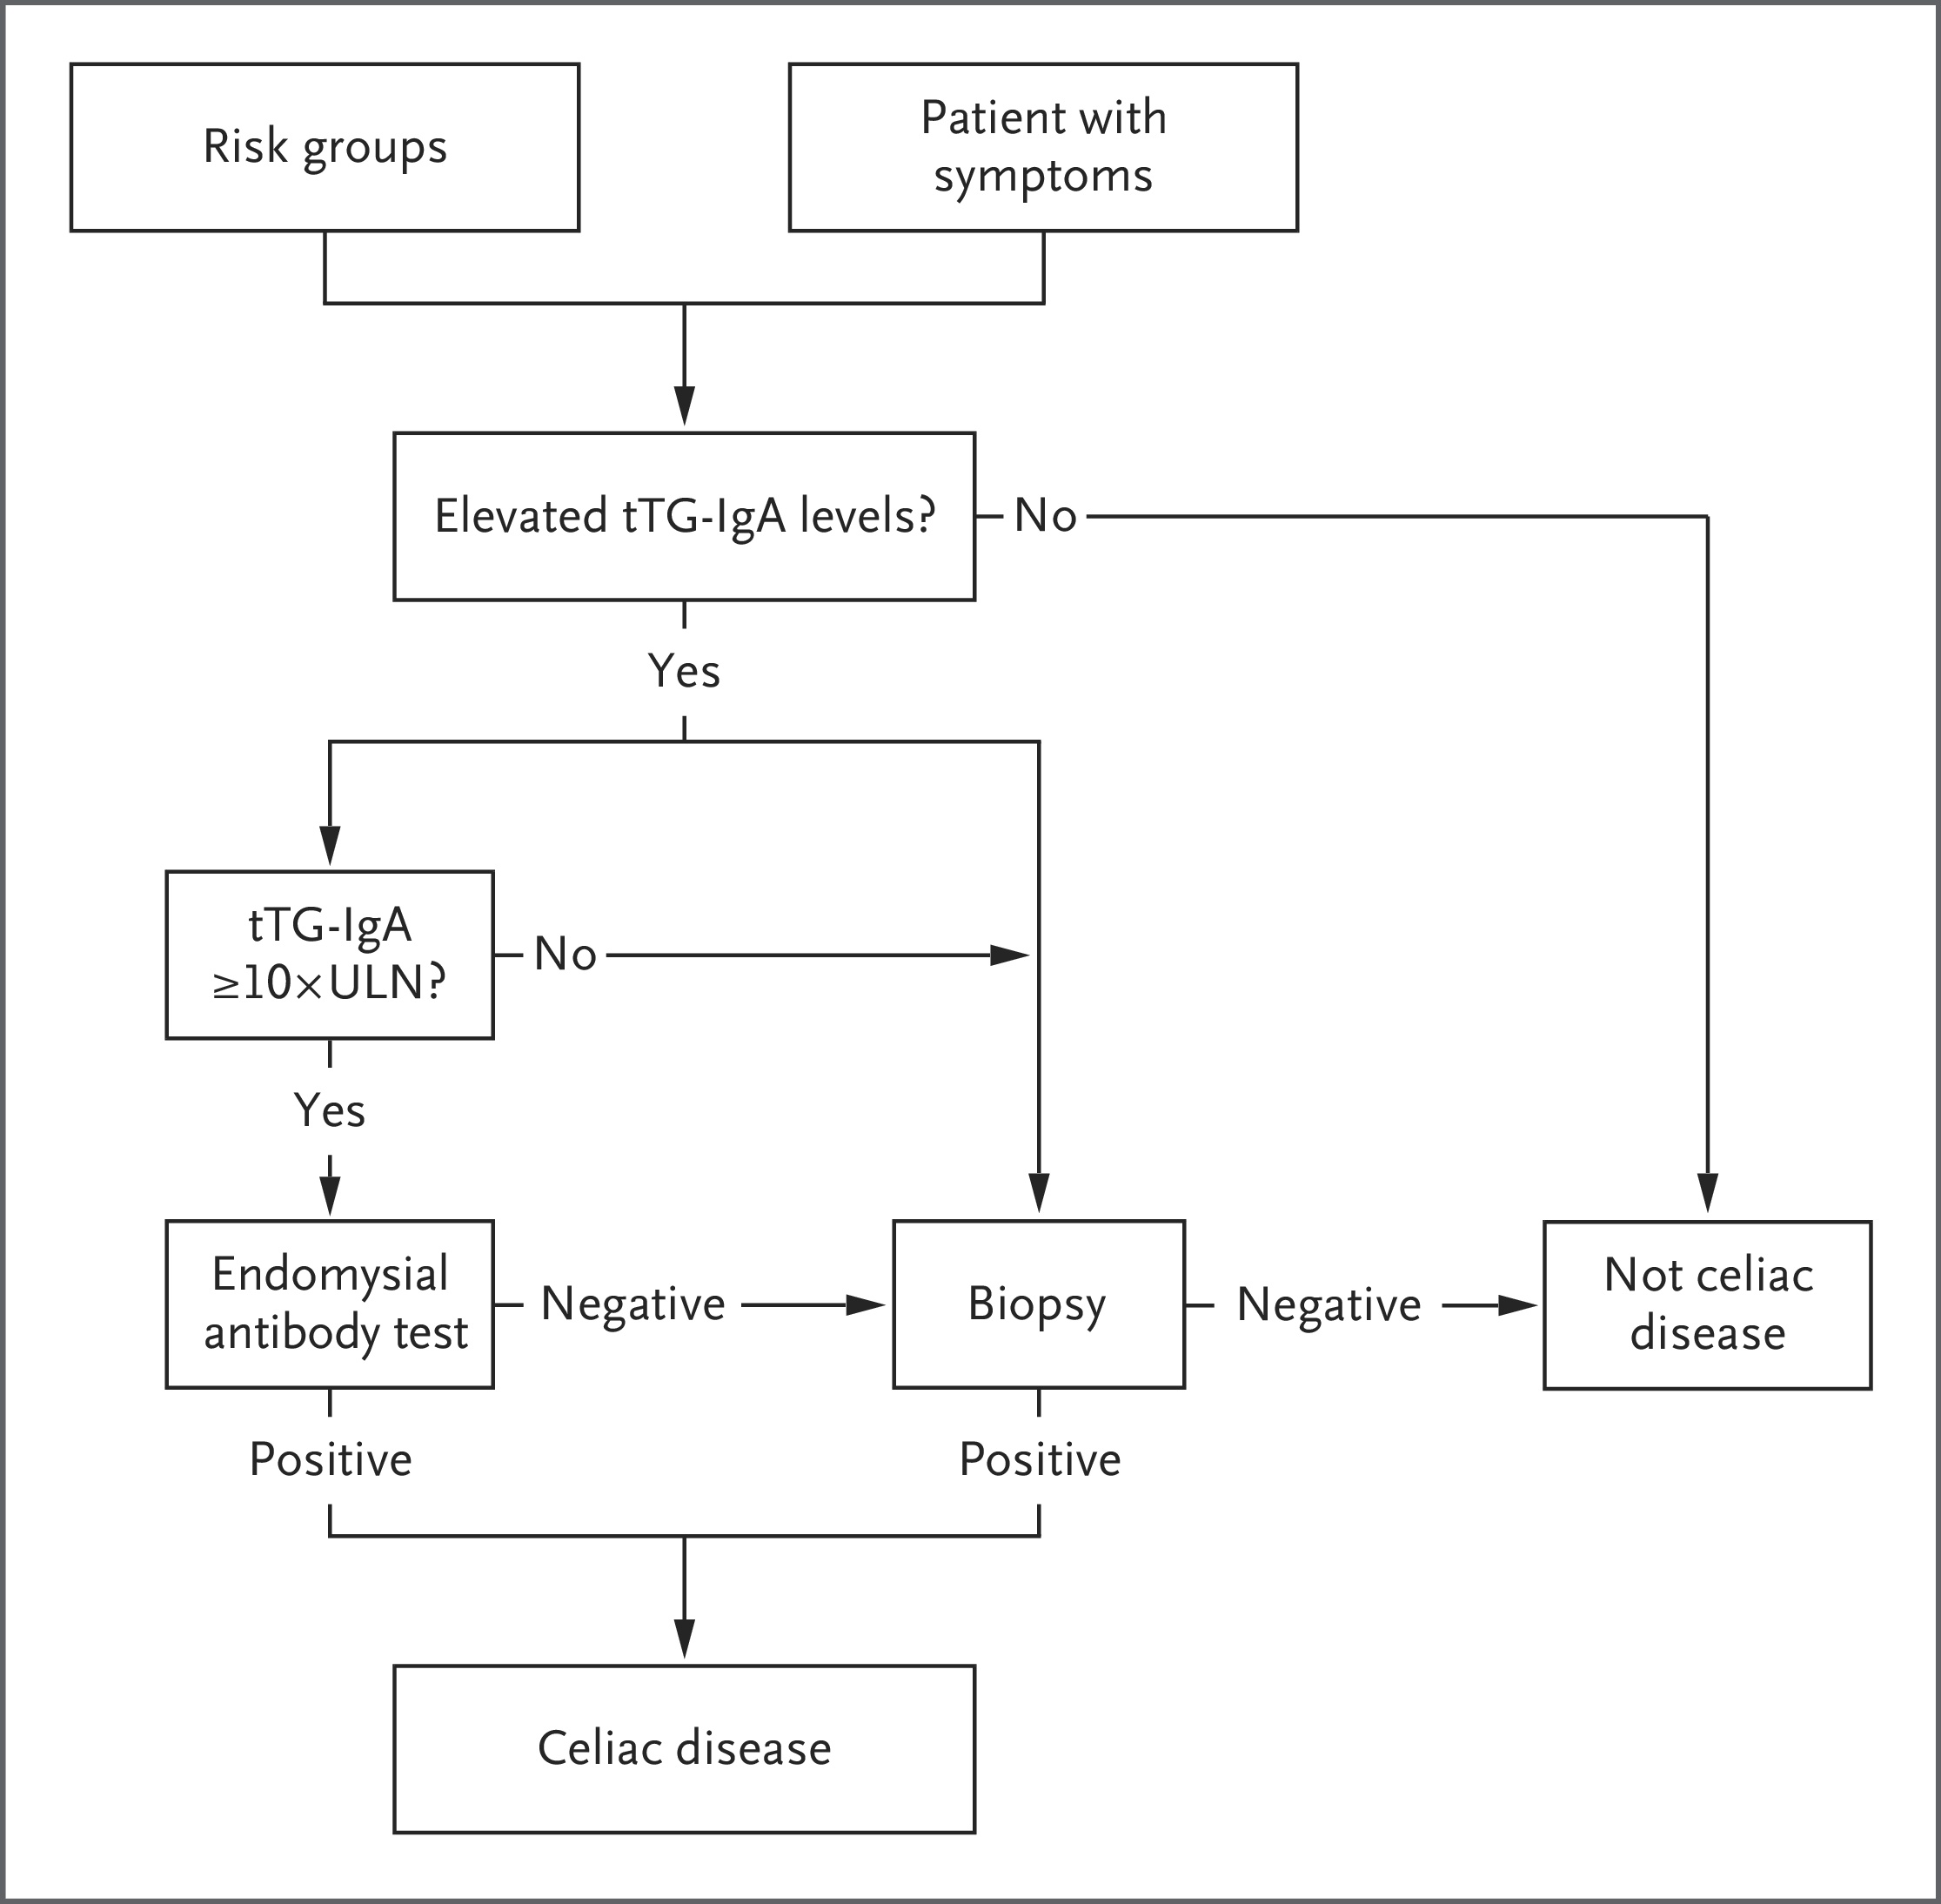 Risk groups
Patient with
symptoms
Elevated tTG-IgA levels?
No
Yes
tTG-IgA
≥10×ULN?
No
Yes
Endomysial
antibody test
Negative
Biopsy
Negative
Not celiac
disease
Positive
Positive
Celiac disease